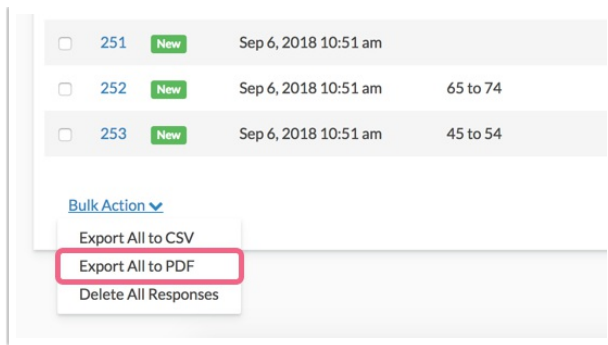 251 New Sep 6, 2018 10:51 am
252 New Sep 6, 2018 10:51 am 65 to 74
253 New Sep 6, 2018 10:51 am 45 to 54
Bulk Action
Export All to CSV
Export All to PDF
Delete All Responses